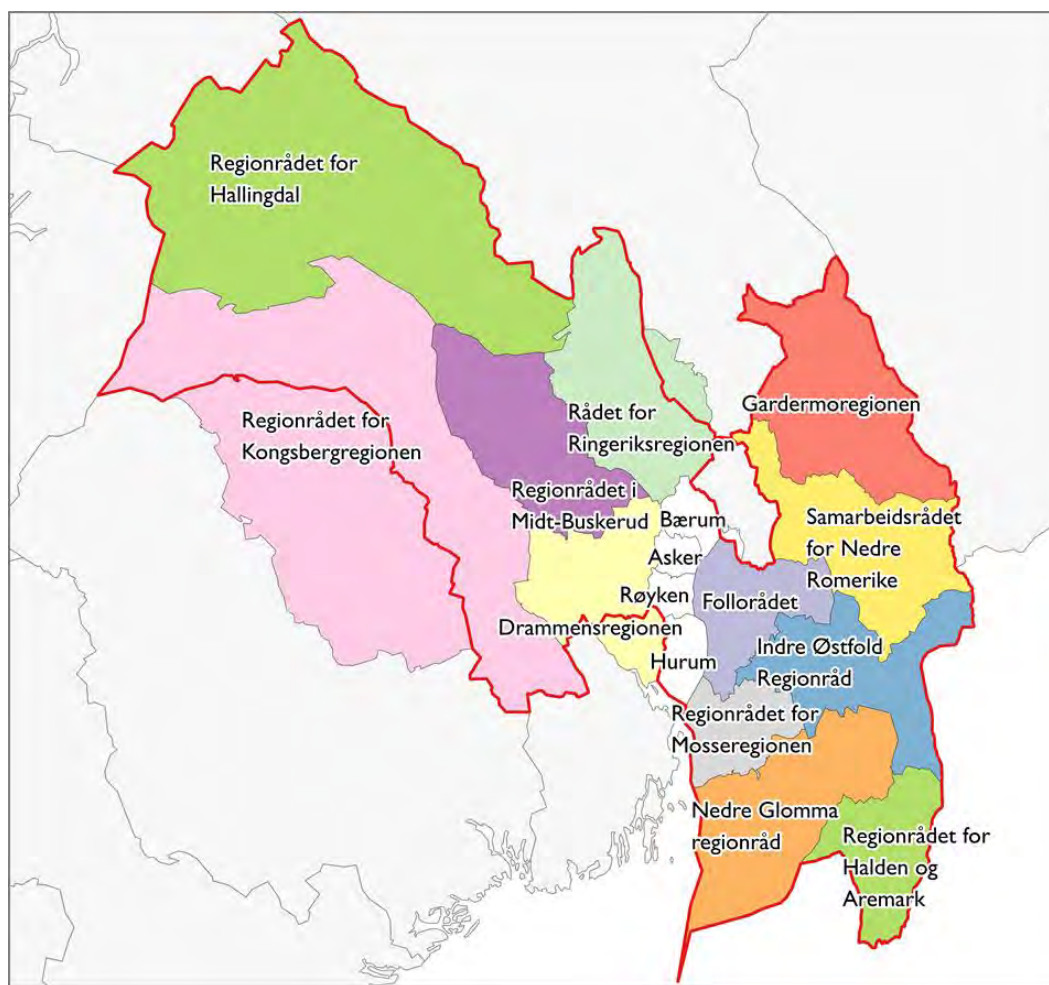 Regionrådet for
Hallingdal
Regionrådet for
Kongsbergregionen
Rådet for
Ringeriksregionen
Gardermoregionen
Regionrådet i
Midt-Buskerud
Bærum
Asker
Røyken
Drammensregionen
Hurum
Follorådet
Samarbeidsrådet
for Nedre
Romerike
Indre Østfold
Regionråd
Regionrådet for
Mosseregionen
Nedre Glomma
regionråd
Regionrådet for
Halden og
Aremark